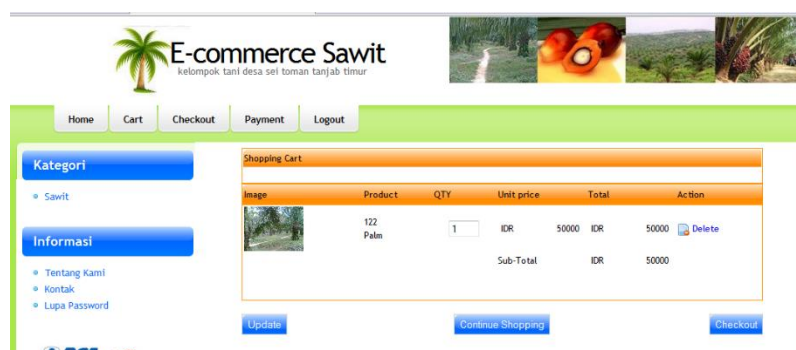 E-commerce Sawit
kelompok tani desa sei toman tanjab timur
Home Cart Checkout Payment Logout
Kategori
Sawit
Informasi
Tentang Kami
Kontak
Lupa Password
Shopping Cart
Image Product QTY Unit price Total Action
122
Palm
1 IDR 50000 IDR 50000 Delete
Sub-Total IDR 50000
Update Continue Shopping Checkout